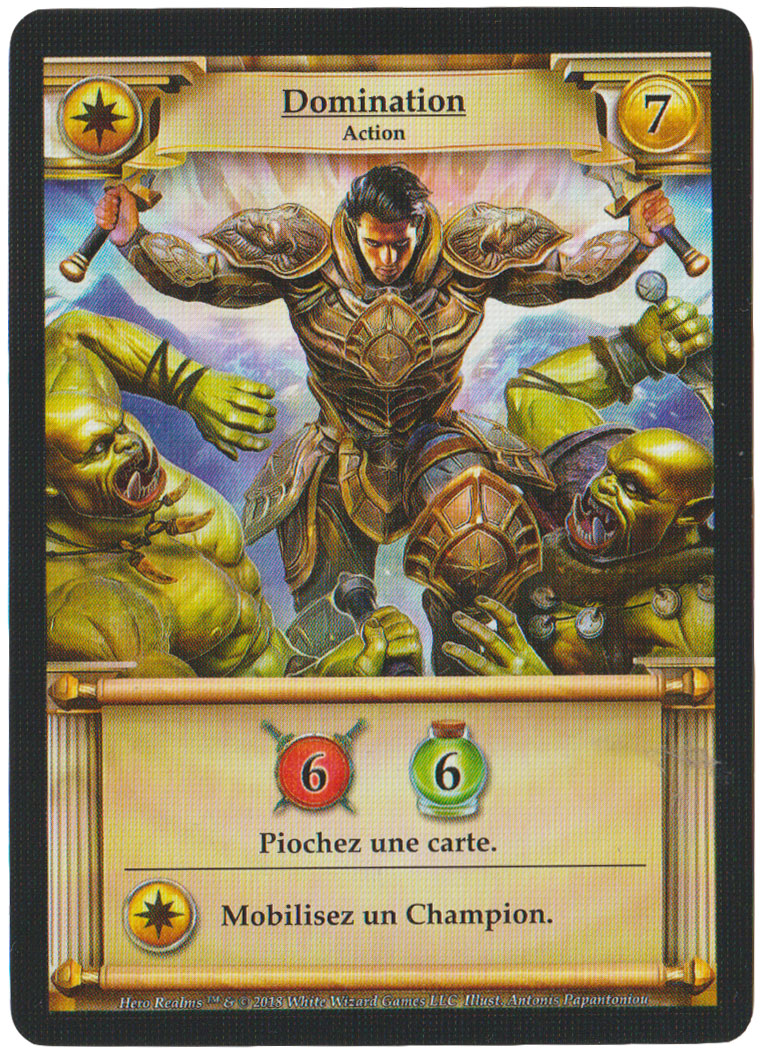 Domination
Action
7
6 6
Piochez une carte.
Mobilisez un Champion.
Hero Realms ™ & © 2018 White Wizard Games LLC Illust. Antonis Papantoniou